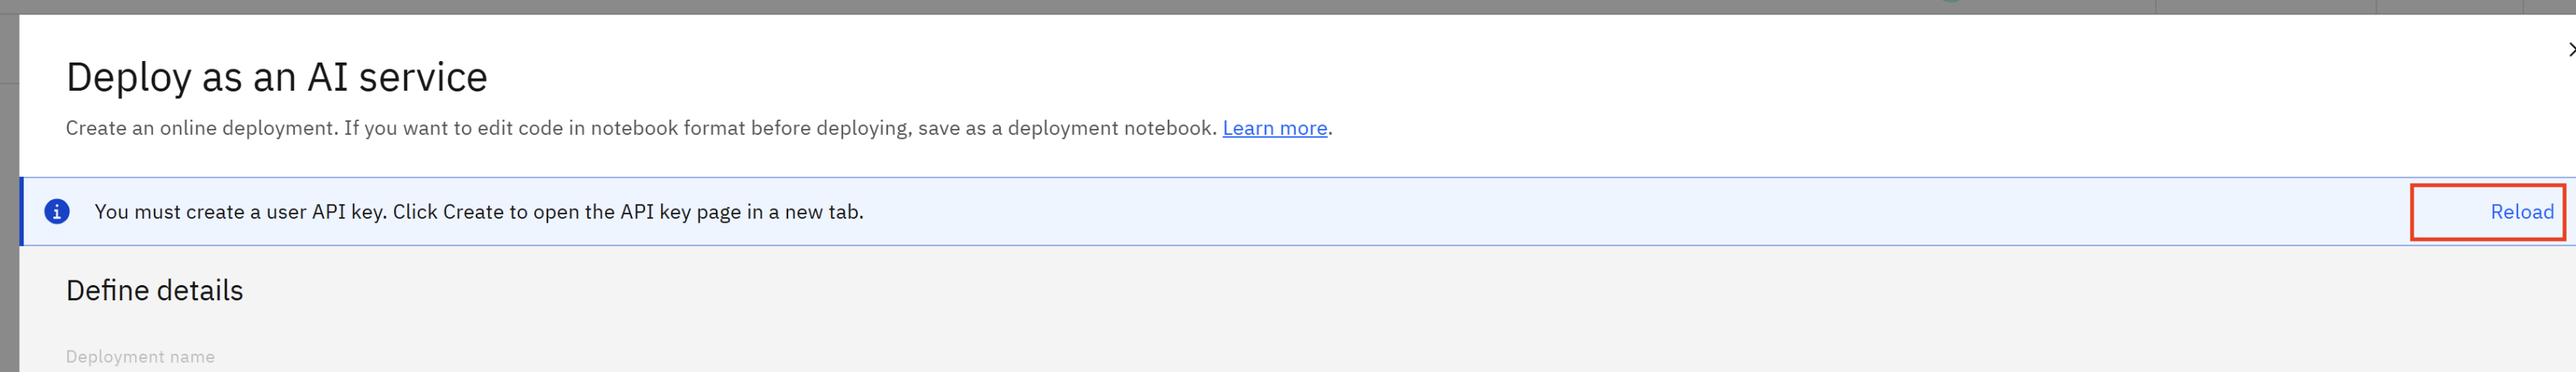 Deploy as an AI service
Create an online deployment. If you want to edit code in notebook format before deploying, save as a deployment notebook. Learn more.
You must create a user API key. Click Create to open the API key page in a new tab.
Reload
Define details
Deployment name